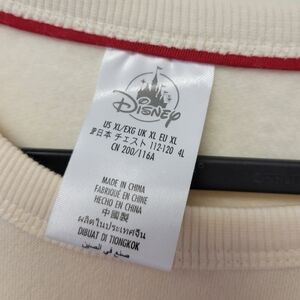 Disney
US XL/EXG UK XL EU XL
日本 チェスト 112-120 4L
CN 200/116A
MADE IN CHINA
FABRIQUÉ EN CHINE
HECHO EN CHINA
中國製
ผลิตในประเทศจีน
DIBUAT DI TIONGKOK
صنع في الصين